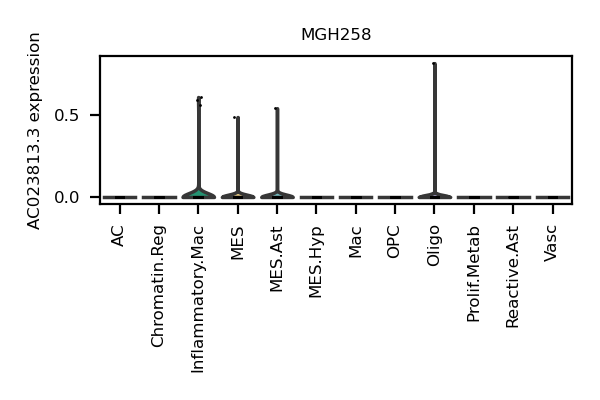 MGH258
AC023813.3 expression
0.5
0.0
AC
Chromatin.Reg
Inflammatory.Mac
MES
MES.Ast
MES.Hyp
Mac
OPC
Oligo
Prolif.Metab
Reactive.Ast
Vasc